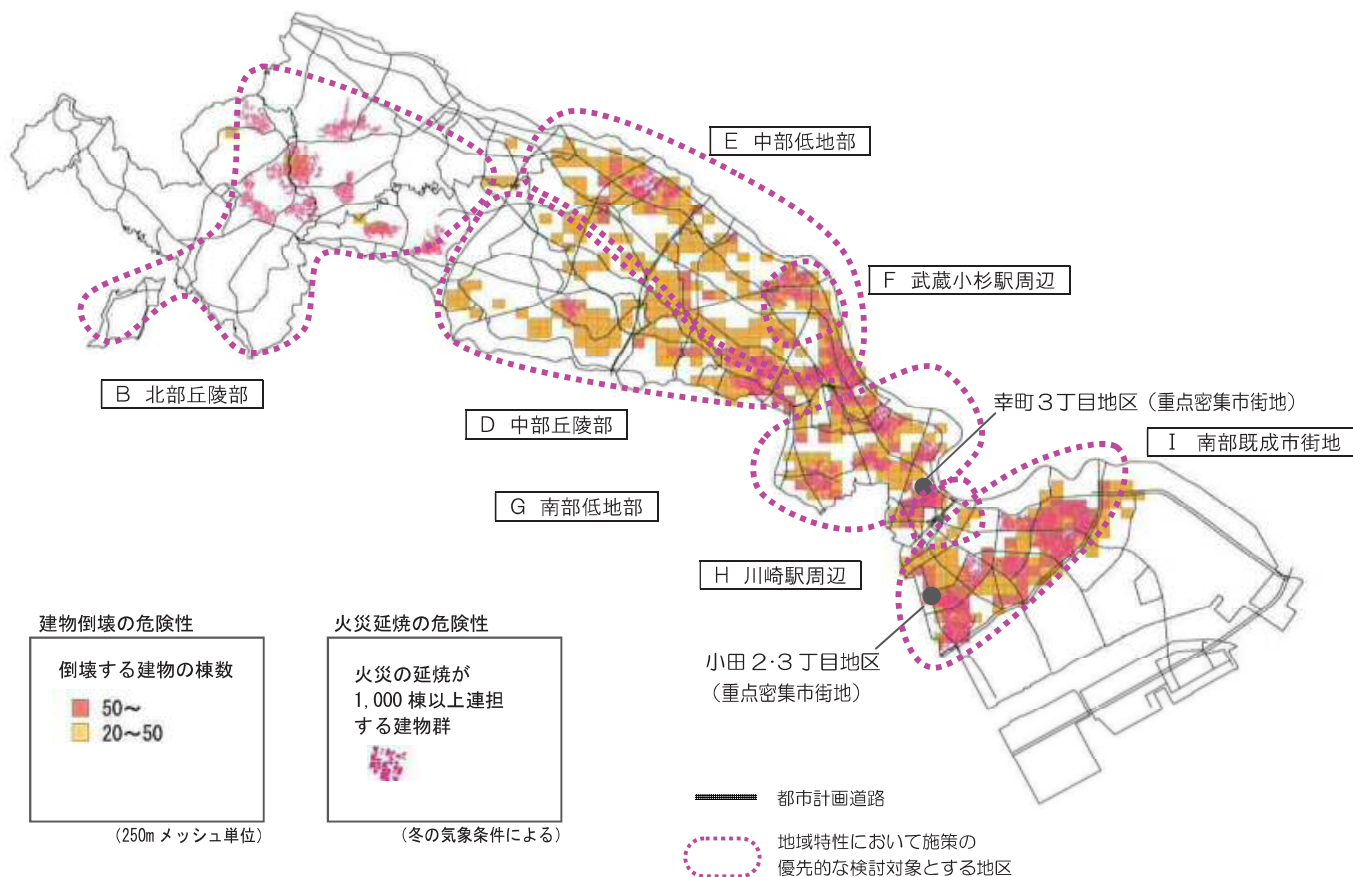 E 中部低地部
F 武蔵小杉駅周辺
B 北部丘陵部
D 中部丘陵部
幸町3丁目地区（重点密集市街地）
I 南部既成市街地
G 南部低地部
H 川崎駅周辺
小田2･3丁目地区
（重点密集市街地）
建物倒壊の危険性
倒壊する建物の棟数
50～
20～50
（250mメッシュ単位）
火災延焼の危険性
火災の延焼が
1,000棟以上連担
する建物群
（冬の気象条件による）
都市計画道路
地域特性において施策の
優先的な検討対象とする地区